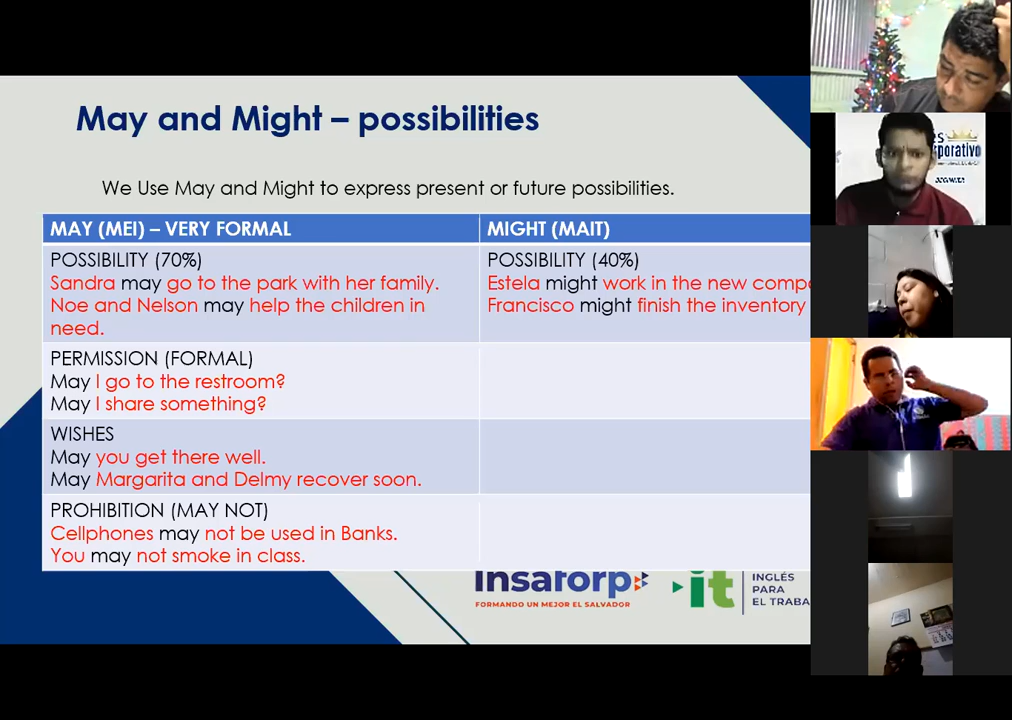 May and Might – possibilities
We Use May and Might to express present or future possibilities.
MAY (MEI) – VERY FORMAL
MIGHT (MAIT)
POSSIBILITY (70%)
Sandra may go to the park with her family.
Noe and Nelson may help the children in
need.
POSSIBILITY (40%)
Estela might work in the new
Francisco might finish the inventory
PERMISSION (FORMAL)
May I go to the restroom?
May I share something?
WISHES
May you get there well.
May Margarita and Delmy recover soon.
PROHIBITION (MAY NOT)
Cellphones may not be used in Banks.
You may not smoke in class.
Insaforp
FORMANDO UN MEJOR EL SALVADOR
it
INGLÉS
PARA
EL